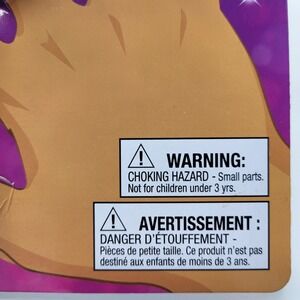 WARNING:
CHOKING HAZARD - Small parts.
Not for children under 3 yrs.
AVERTISSEMENT :
DANGER D'ÉTOUFFEMENT -
Pièces de petite taille. Ce produit n'est pas
destiné aux enfants de moins de 3 ans.